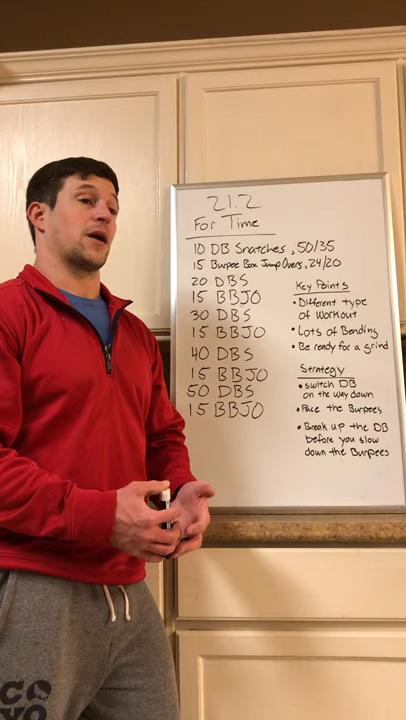 21.2
For Time
10 DB Snatches, 50/35
15 Burpee Box Jump Overs, 24/20
20 DBS
15 BBJO
30 DBS
15 BBJO
40 DBS
15 BBJO
50 DBS
15 BBJO
Key Points
• Different type
of Workout
• Lots of Bending
• Be ready for a grind
Strategy
• Switch DB
on the way down
• Pace the Burpees
• Break up the DB
before you slow
down the Burpees